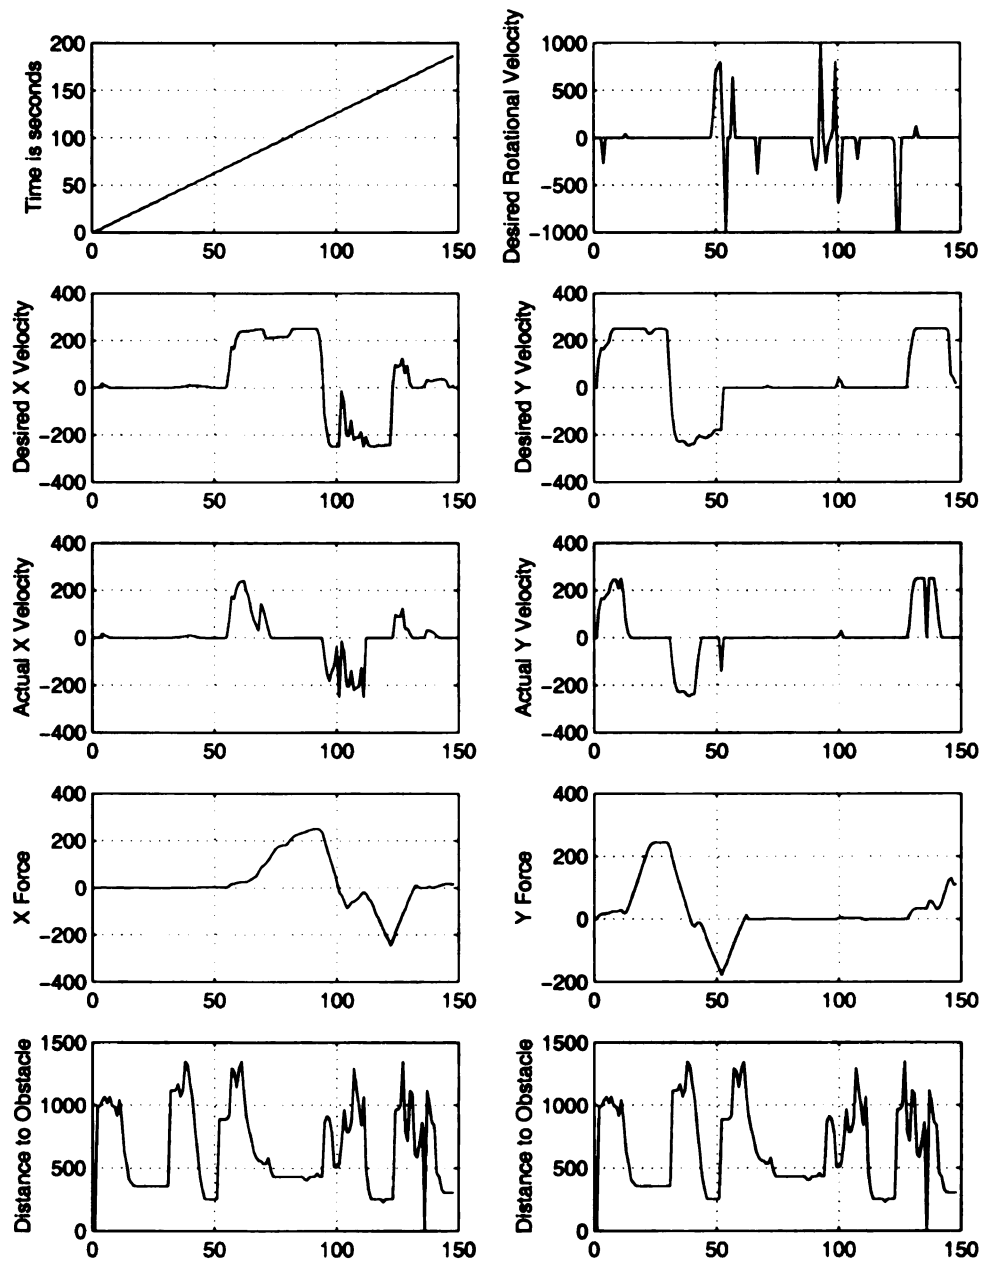 Time is seconds
200
150
100
50
0
0 50 100 150
Desired Rotational Velocity
1000
500
0
−500
−1000
0 50 100 150
Desired X Velocity
400
200
0
−200
−400
0 50 100 150
Desired Y Velocity
400
200
0
−200
−400
0 50 100 150
Actual X Velocity
400
200
0
−200
−400
0 50 100 150
Actual Y Velocity
400
200
0
−200
−400
0 50 100 150
X Force
400
200
0
−200
−400
0 50 100 150
Y Force
400
200
0
−200
0 50 100 150
Distance to Obstacle
1500
1000
500
0
0 50 100 150
Distance to Obstacle
1500
1000
500
0
0 50 100 150